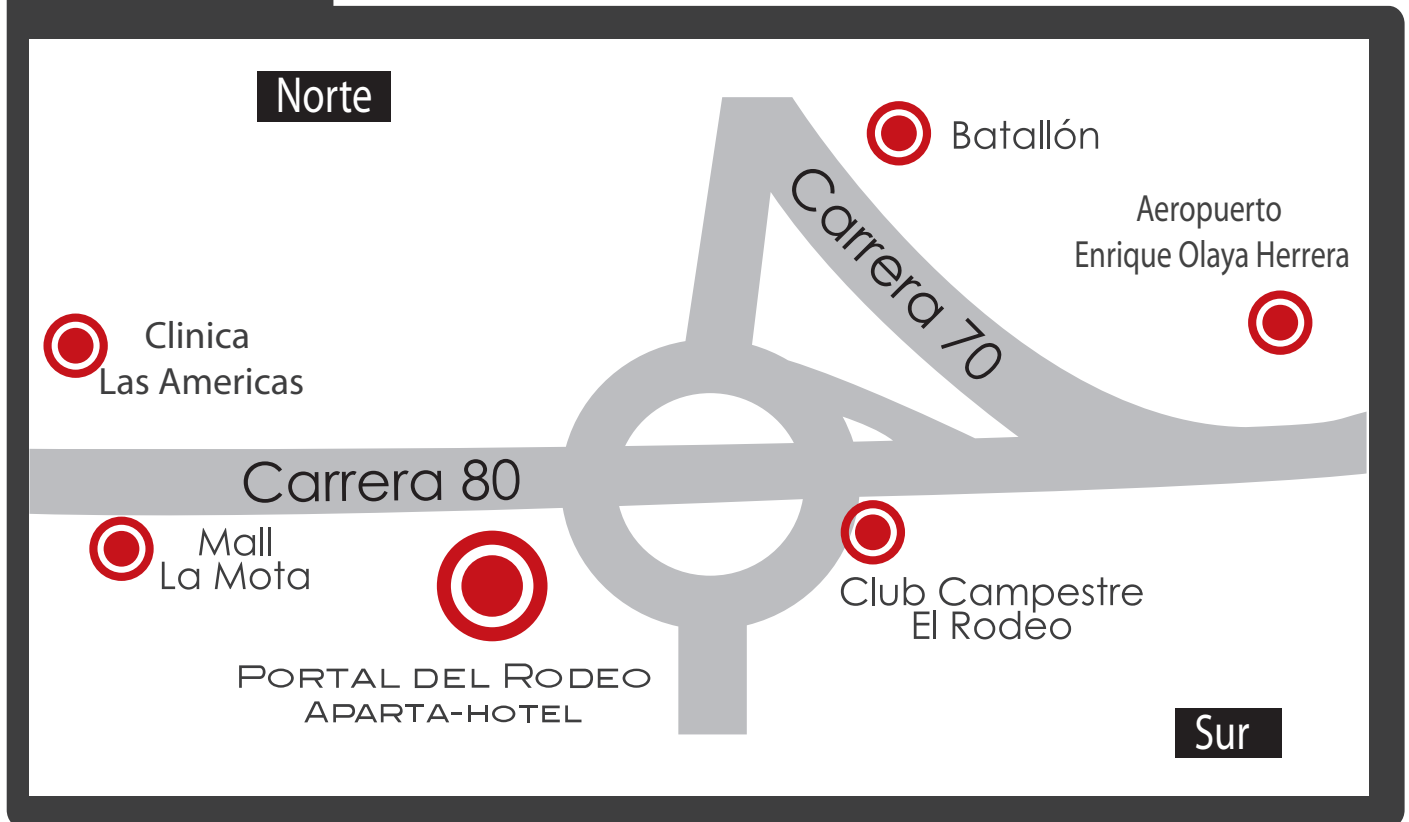 Norte
Batallón
Carrera 70
Aeropuerto
Enrique Olaya Herrera
Clinica
Las Americas
Carrera 80
Mall
La Mota
Club Campestre
El Rodeo
PORTAL DEL RODEO
APARTA-HOTEL
Sur